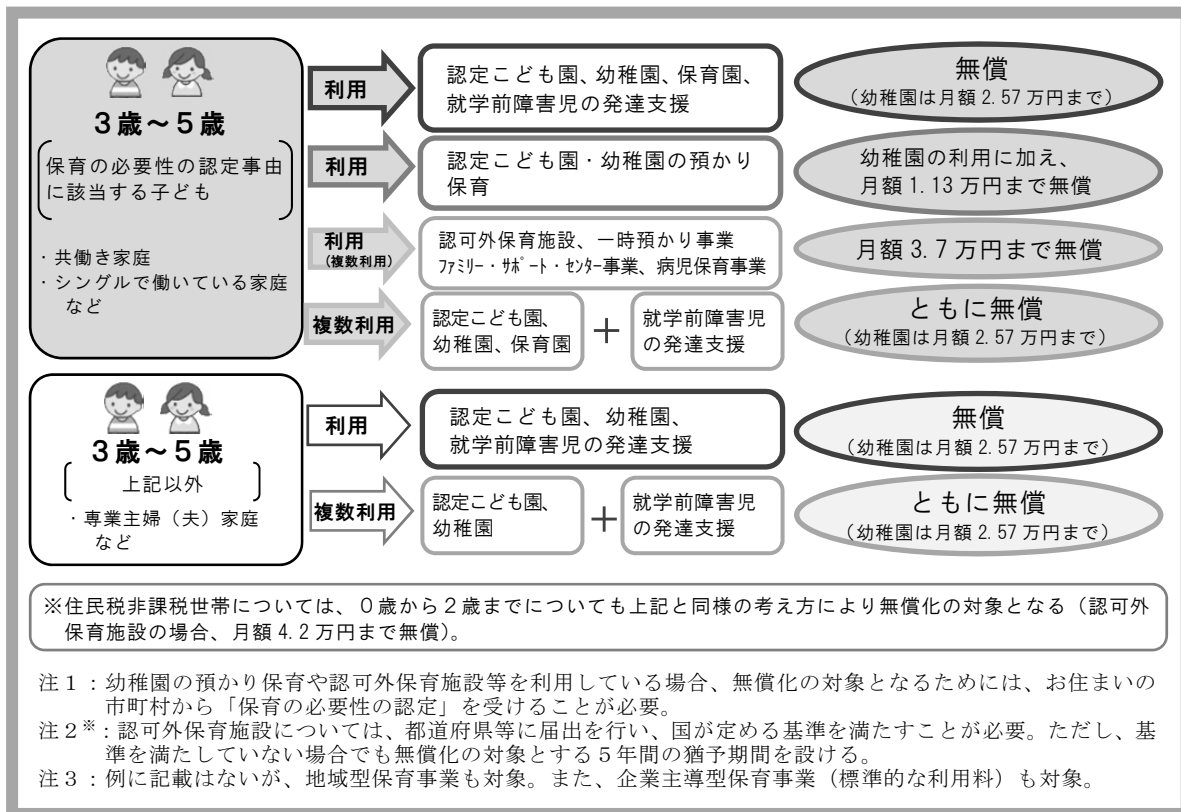 3歳～5歳
保育の必要性の認定事由
に該当する子ども
・共働き家庭
・シングルで働いている家庭
など
利用
認定こども園、幼稚園、保育園、
就学前障害児の発達支援
無償
(幼稚園は月額2.57万円まで)
利用
認定こども園・幼稚園の預かり
保育
幼稚園の利用に加え、
月額1.13万円まで無償
利用
(複数利用)
認可外保育施設、一時預かり事業
ﾌｧﾐﾘｰ・ｻﾎﾟｰﾄ・ｾﾝﾀｰ事業、病児保育事業
月額3.7万円まで無償
複数利用
認定こども園、
幼稚園、保育園
＋
就学前障害児
の発達支援
ともに無償
(幼稚園は月額2.57万円まで)
3歳～5歳
上記以外
・専業主婦（夫）家庭
など
利用
認定こども園、幼稚園、
就学前障害児の発達支援
無償
(幼稚園は月額2.57万円まで)
複数利用
認定こども園、
幼稚園
＋
就学前障害児
の発達支援
ともに無償
(幼稚園は月額2.57万円まで)
※住民税非課税世帯については、０歳から２歳までについても上記と同様の考え方により無償化の対象となる（認可外
保育施設の場合、月額4.2万円まで無償）。
注１：幼稚園の預かり保育や認可外保育施設等を利用している場合、無償化の対象となるためには、お住まいの
市町村から「保育の必要性の認定」を受けることが必要。
注２※：認可外保育施設については、都道府県等に届出を行い、国が定める基準を満たすことが必要。ただし、基
準を満たしていない場合でも無償化の対象とする５年間の猶予期間を設ける。
注３：例に記載はないが、地域型保育事業も対象。また、企業主導型保育事業（標準的な利用料）も対象。